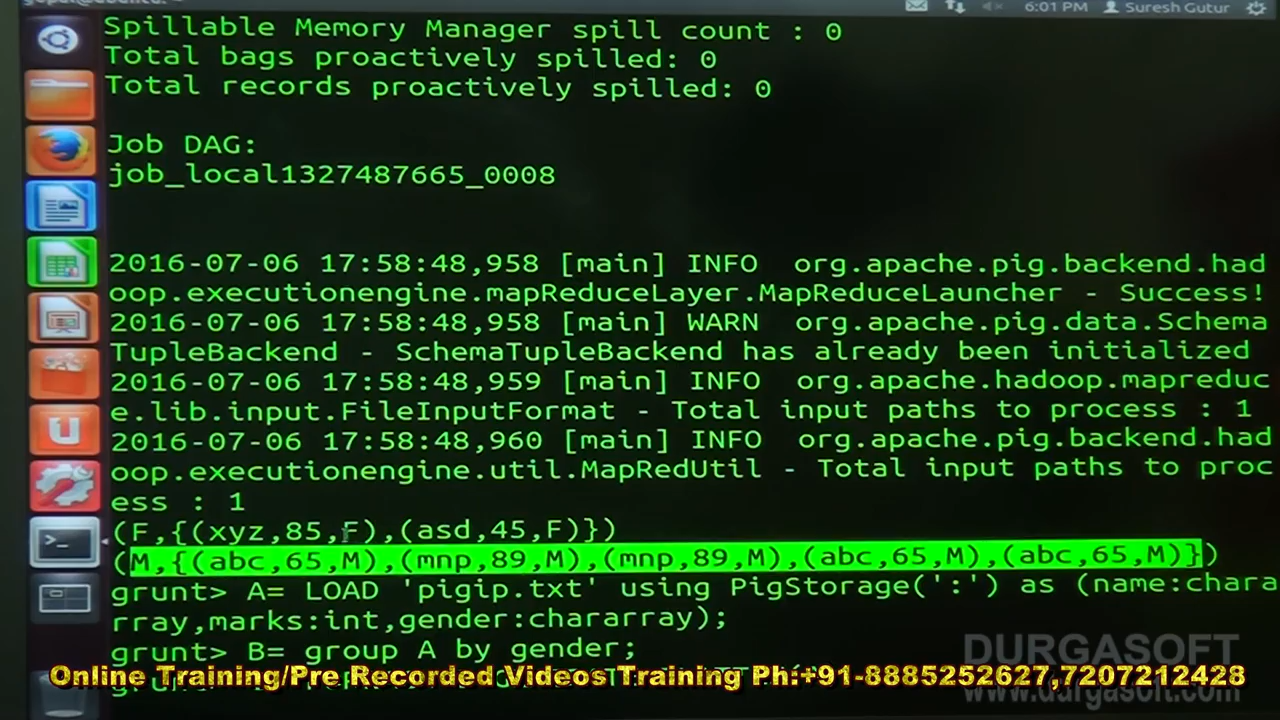 6:01 PM Suresh Gutur
Spillable Memory Manager spill count : 0
Total bags proactively spilled: 0
Total records proactively spilled: 0
Job DAG:
job_local1327487665_0008
2016-07-06 17:58:48,958 [main] INFO  org.apache.pig.backend.had
oop.executionengine.mapReduceLayer.MapReduceLauncher - Success!
2016-07-06 17:58:48,958 [main] WARN  org.apache.pig.data.Schema
TupleBackend - SchemaTupleBackend has already been initialized
2016-07-06 17:58:48,959 [main] INFO  org.apache.hadoop.mapreduc
e.lib.input.FileInputFormat - Total input paths to process : 1
2016-07-06 17:58:48,960 [main] INFO  org.apache.pig.backend.had
oop.executionengine.util.MapRedUtil - Total input paths to proc
ess : 1
(F,{(xyz,85,F),(asd,45,F)})
(M,{(abc,65,M),(mnp,89,M),(mnp,89,M),(abc,65,M),(abc,65,M)})
grunt> A= LOAD 'pigip.txt' using PigStorage(':') as (name:chara
rray,marks:int,gender:chararray);
grunt> B= group A by gender;
DURGASOFT
Online Training/Pre Recorded Videos Training Ph:+91-8885252627,7207212428
www.durgasoft.com